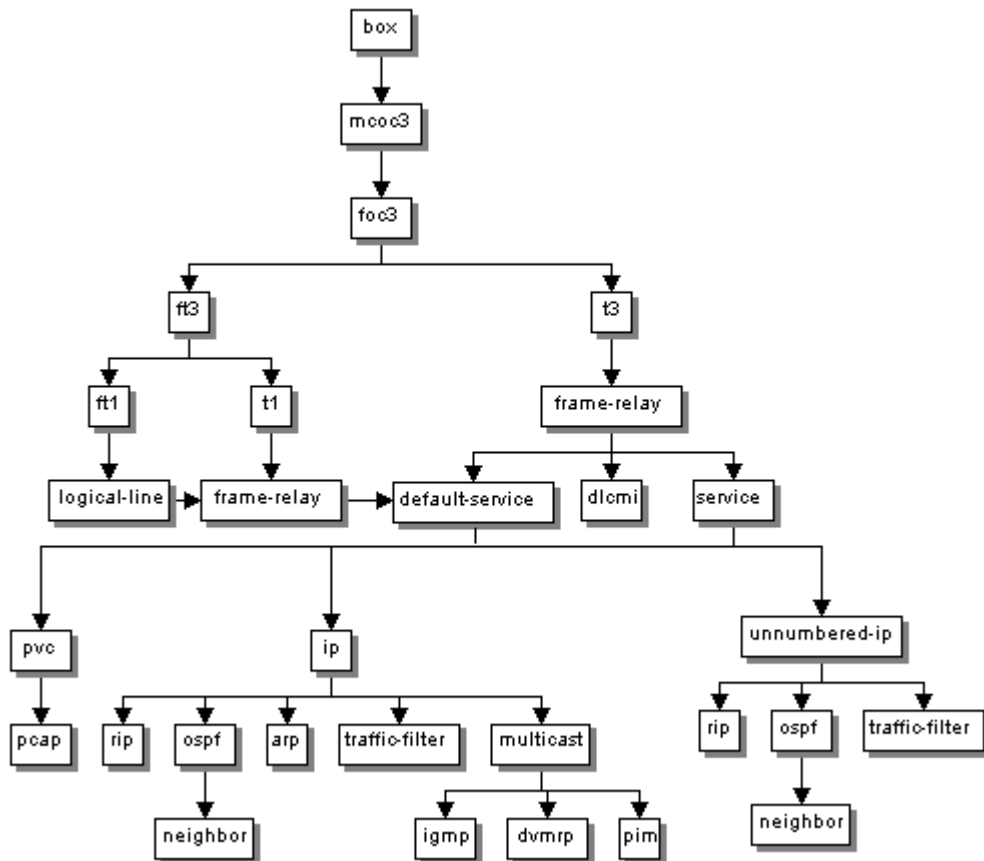 box
mcoc3
foc3
ft3
t3
ft1
t1
frame-relay
logical-line
frame-relay
default-service
dlcmi
service
pvc
ip
unnumbered-ip
pcap
rip
ospf
arp
traffic-filter
multicast
rip
ospf
traffic-filter
neighbor
igmp
dvmrp
pim
neighbor